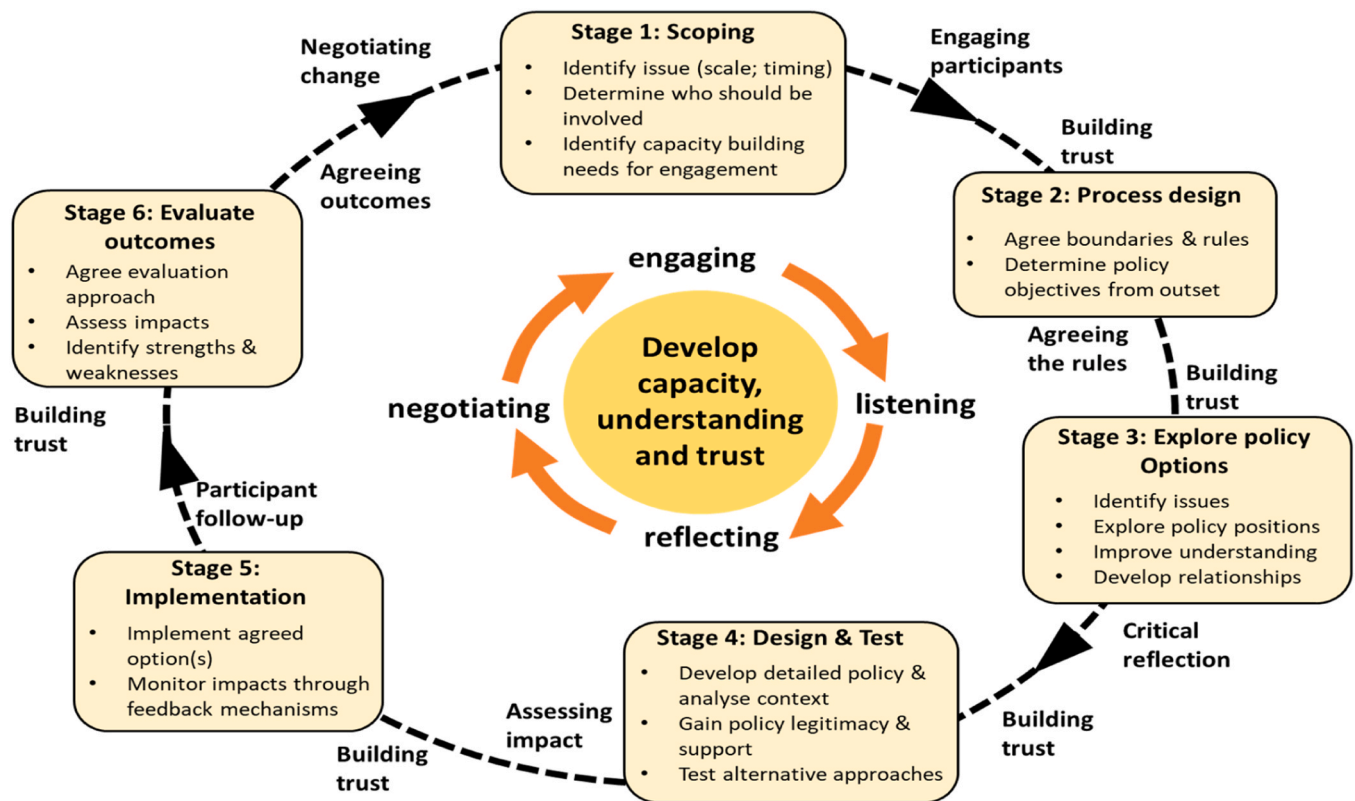 Stage 1: Scoping
• Identify issue (scale; timing)
• Determine who should be
involved
• Identify capacity building
needs for engagement
Engaging
participants
Building
trust
Stage 2: Process design
• Agree boundaries & rules
• Determine policy
objectives from outset
Agreeing
the rules
Building
trust
Stage 3: Explore policy
Options
• Identify issues
• Explore policy positions
• Improve understanding
• Develop relationships
Critical
reflection
Building
trust
Stage 4: Design & Test
• Develop detailed policy &
analyse context
• Gain policy legitimacy &
support
• Test alternative approaches
Assessing
impact
Building
trust
Stage 5:
Implementation
• Implement agreed
option(s)
• Monitor impacts through
feedback mechanisms
Participant
follow-up
Building
trust
Stage 6: Evaluate
outcomes
• Agree evaluation
approach
• Assess impacts
• Identify strengths &
weaknesses
Agreeing
outcomes
Negotiating
change
engaging
listening
reflecting
negotiating
Develop
capacity,
understanding
and trust